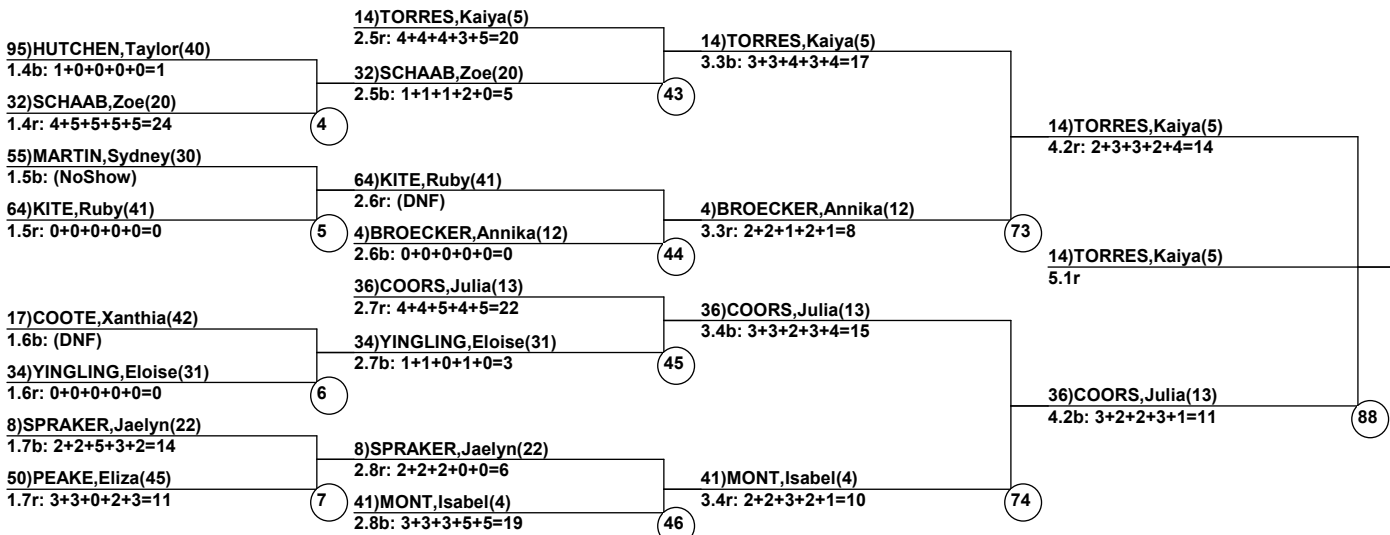 95)HUTCHEN,Taylor(40)
1.4b: 1+0+0+0+0=1
32)SCHAAB,Zoe(20)
1.4r: 4+5+5+5+5=24
4
55)MARTIN,Sydney(30)
1.5b: (NoShow)
64)KITE,Ruby(41)
1.5r: 0+0+0+0+0=0
5
17)COOTE,Xanthia(42)
1.6b: (DNF)
34)YINGLING,Eloise(31)
1.6r: 0+0+0+0+0=0
6
8)SPRAKER,Jaelyn(22)
1.7b: 2+2+5+3+2=14
50)PEAKE,Eliza(45)
1.7r: 3+3+0+2+3=11
7
14)TORRES,Kaiya(5)
2.5r: 4+4+4+3+5=20
32)SCHAAB,Zoe(20)
2.5b: 1+1+1+2+0=5
43
64)KITE,Ruby(41)
2.6r: (DNF)
4)BROECKER,Annika(12)
2.6b: 0+0+0+0+0=0
44
36)COORS,Julia(13)
2.7r: 4+4+5+4+5=22
34)YINGLING,Eloise(31)
2.7b: 1+1+0+1+0=3
45
8)SPRAKER,Jaelyn(22)
2.8r: 2+2+2+0+0=6
41)MONT,Isabel(4)
2.8b: 3+3+3+5+5=19
46
14)TORRES,Kaiya(5)
3.3b: 3+3+4+3+4=17
4)BROECKER,Annika(12)
3.3r: 2+2+1+2+1=8
73
36)COORS,Julia(13)
3.4b: 3+3+2+3+4=15
41)MONT,Isabel(4)
3.4r: 2+2+3+2+1=10
74
14)TORRES,Kaiya(5)
4.2r: 2+3+3+2+4=14
14)TORRES,Kaiya(5)
5.1r
36)COORS,Julia(13)
4.2b: 3+2+2+3+1=11
88